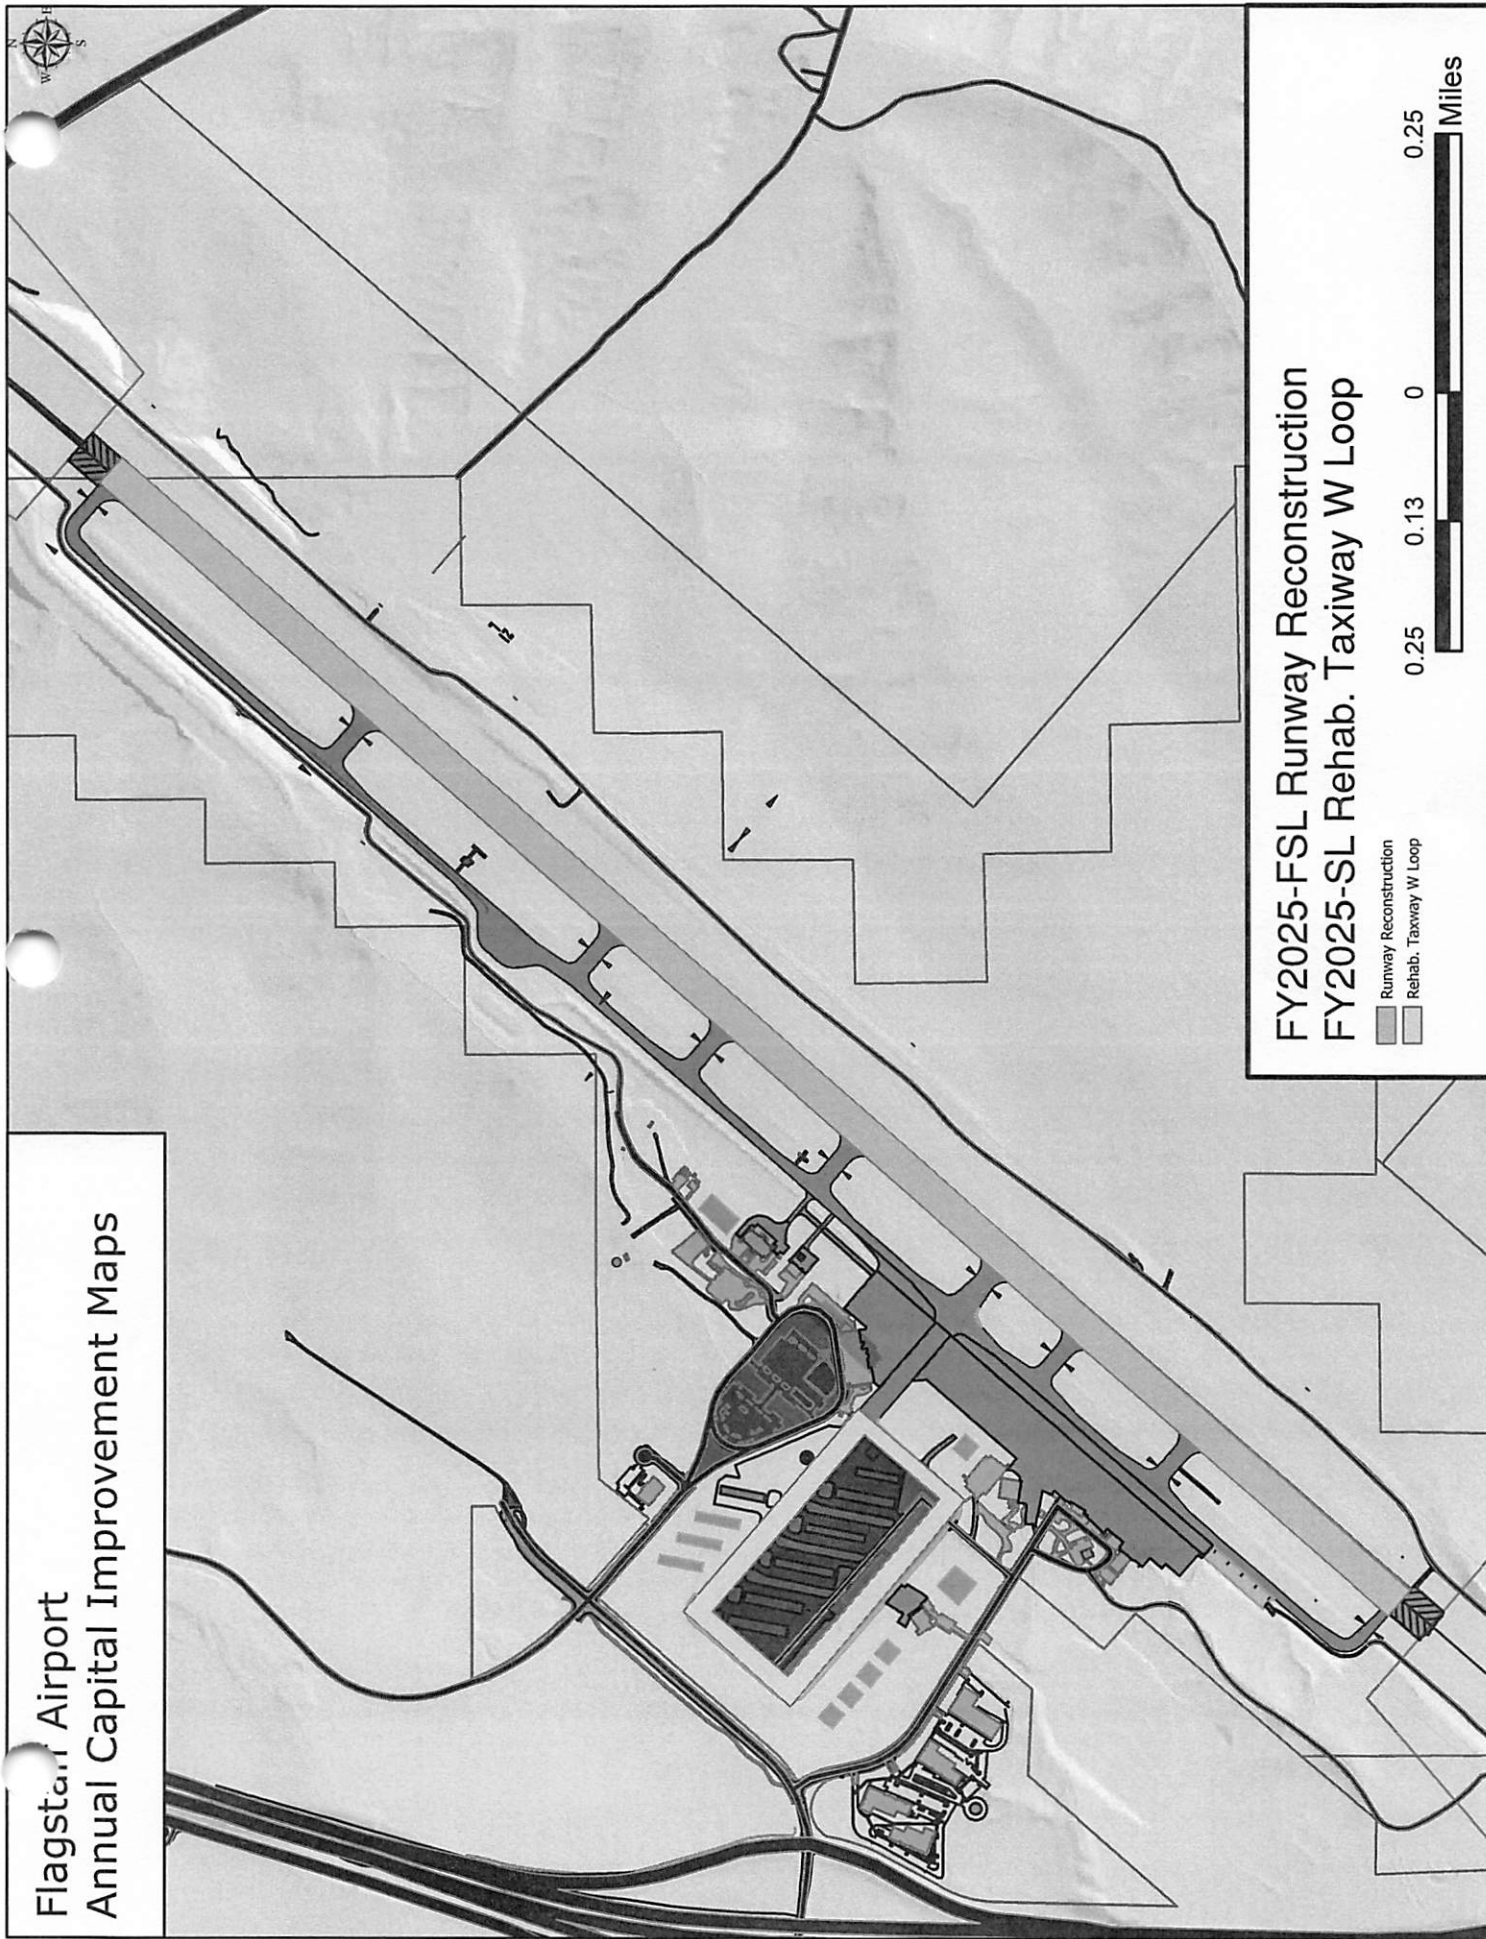 Flagstaff Airport
Annual Capital Improvement Maps
N
E
S
W
FY2025-FSL Runway Reconstruction
FY2025-SL Rehab. Taxiway W Loop
Runway Reconstruction
Rehab. Taxway W Loop
0.25 0.13 0 0.25
Miles